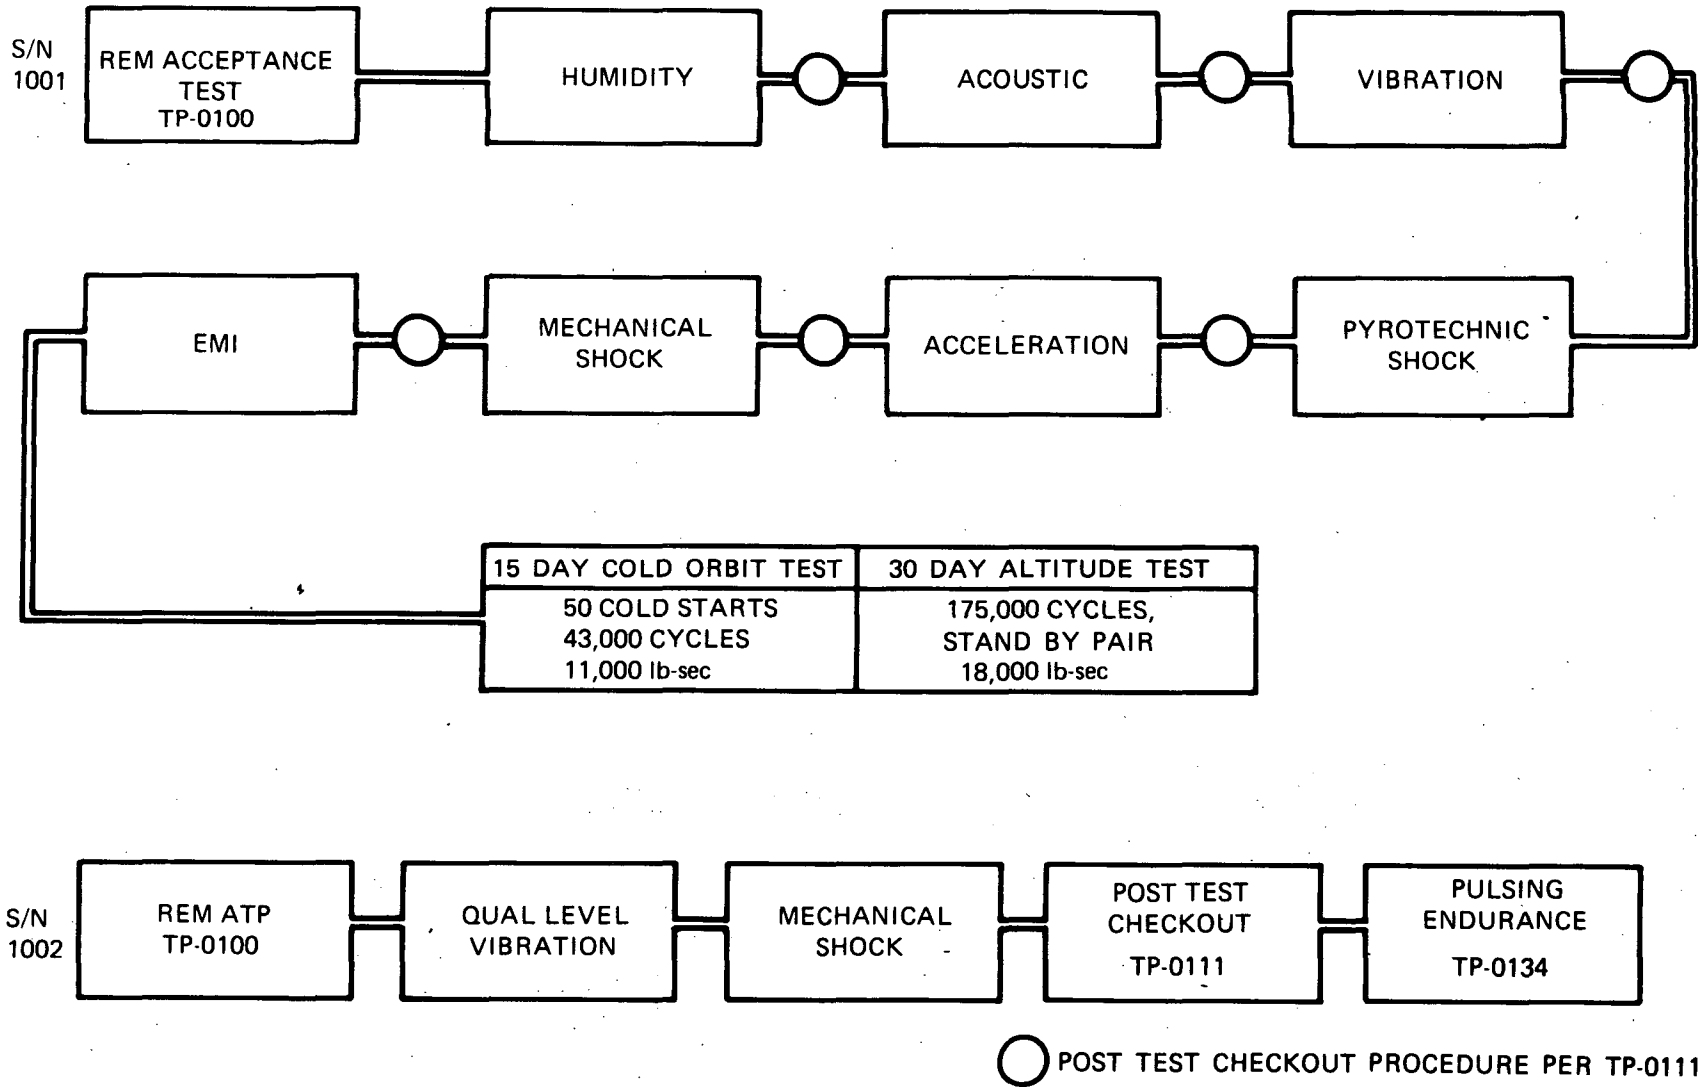 S/N
1001
REM ACCEPTANCE
TEST
TP-0100
HUMIDITY
ACOUSTIC
VIBRATION
EMI
MECHANICAL
SHOCK
ACCELERATION
PYROTECHNIC
SHOCK
15 DAY COLD ORBIT TEST
50 COLD STARTS
43,000 CYCLES
11,000 lb-sec
30 DAY ALTITUDE TEST
175,000 CYCLES,
STAND BY PAIR
18,000 lb-sec
S/N
1002
REM ATP
TP-0100
QUAL LEVEL
VIBRATION
MECHANICAL
SHOCK
POST TEST
CHECKOUT
TP-0111
PULSING
ENDURANCE
TP-0134
POST TEST CHECKOUT PROCEDURE PER TP-0111